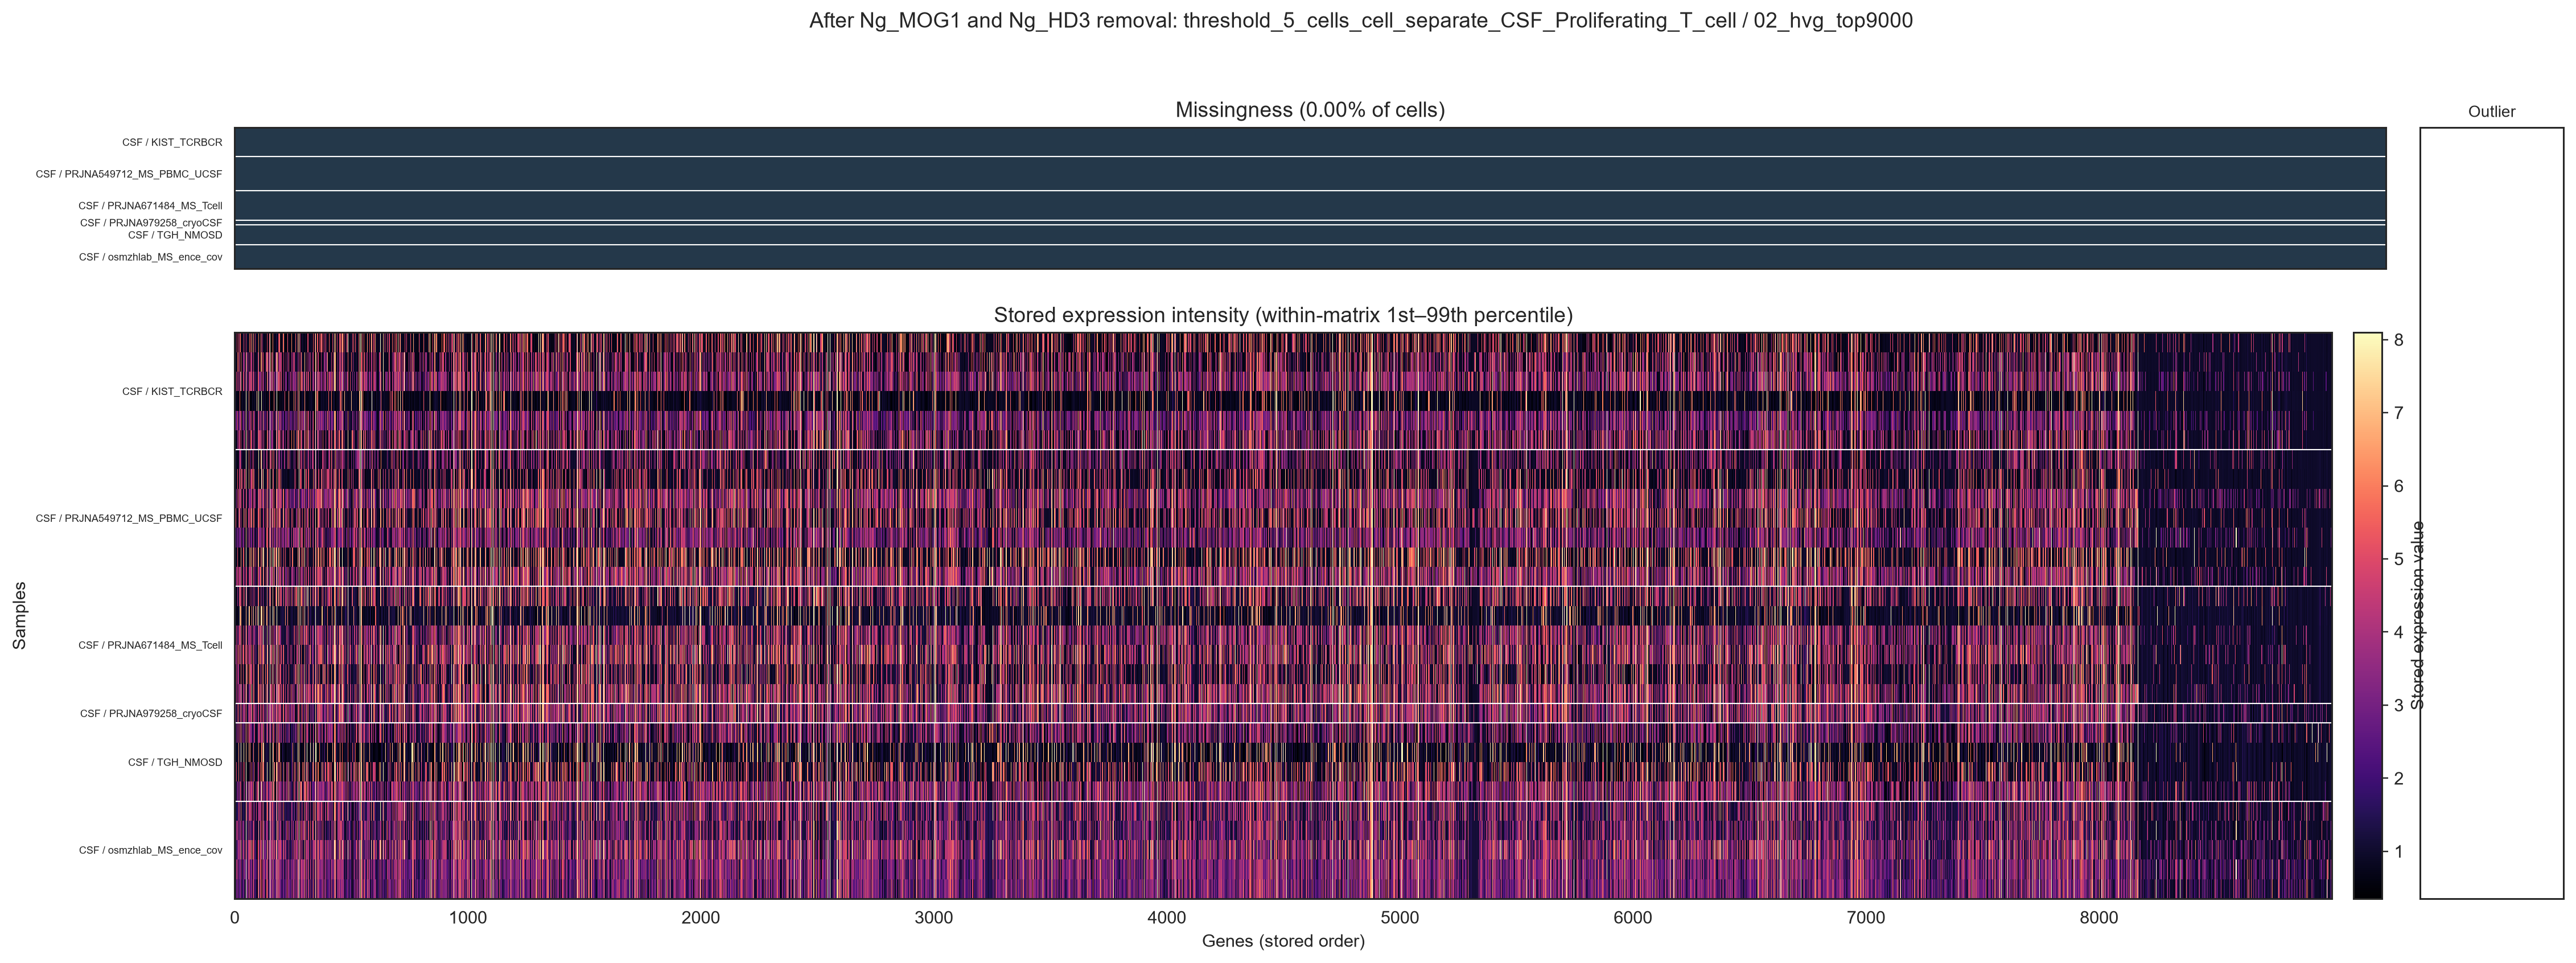 After Ng_MOG1 and Ng_HD3 removal: threshold_5_cells_cell_separate_CSF_Proliferating_T_cell / 02_hvg_top9000
Missingness (0.00% of cells)
Outlier
CSF / KIST_TCRBCR
CSF / PRJNA549712_MS_PBMC_UCSF
CSF / PRJNA671484_MS_Tcell
CSF / PRJNA979258_cryoCSF
CSF / TGH_NMOSD
CSF / osmzhlab_MS_ence_cov
Stored expression intensity (within-matrix 1st–99th percentile)
Samples
CSF / KIST_TCRBCR
CSF / PRJNA549712_MS_PBMC_UCSF
CSF / PRJNA671484_MS_Tcell
CSF / PRJNA979258_cryoCSF
CSF / TGH_NMOSD
CSF / osmzhlab_MS_ence_cov
8
7
6
5
4
3
2
1
Stored expression value
0 1000 2000 3000 4000 5000 6000 7000 8000
Genes (stored order)